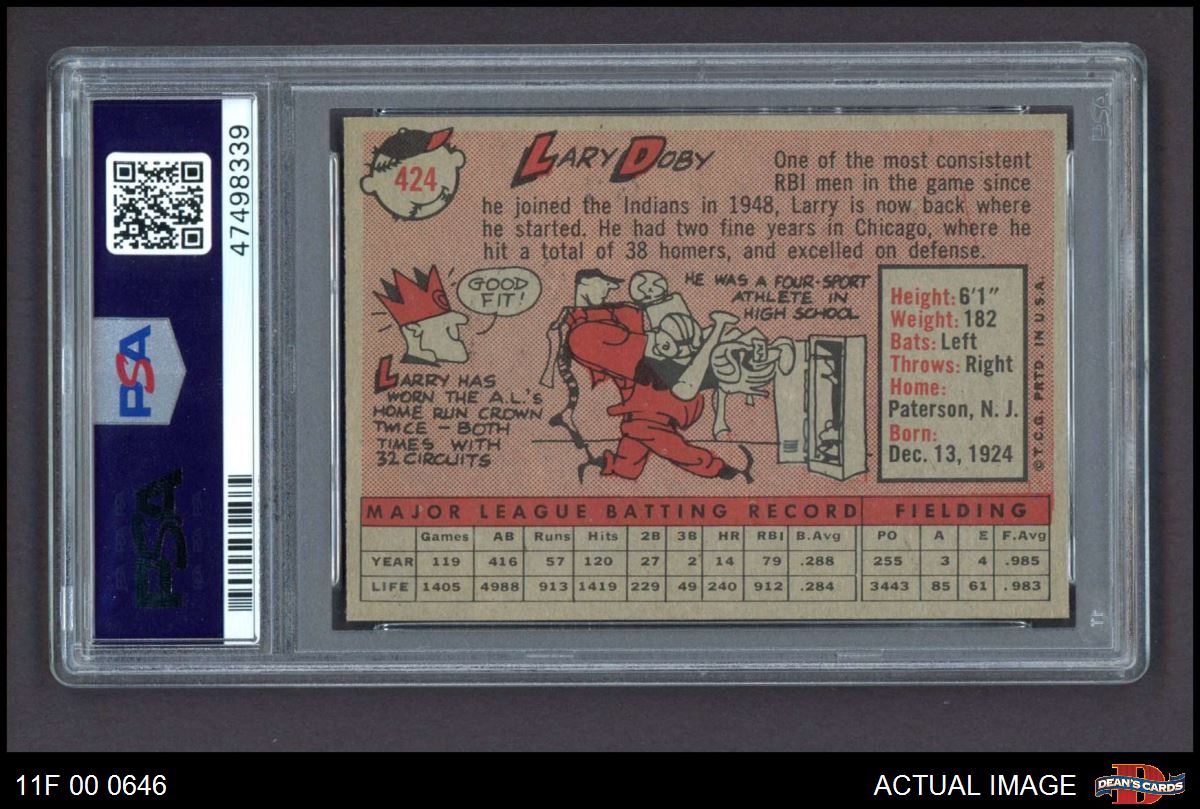 47498339
PSA
PSA
424
LARY DOBY
One of the most consistent
RBI men in the game since
he joined the Indians in 1948, Larry is now back where
he started. He had two fine years in Chicago, where he
hit a total of 38 homers, and excelled on defense.
GOOD
FIT!
LARRY HAS
WORN THE A.L.'S
HOME RUN CROWN
TWICE – BOTH
TIMES WITH
32 CIRCUITS
HE WAS A FOUR-SPORT
ATHLETE IN
HIGH SCHOOL
Height: 6'1"
Weight: 182
Bats: Left
Throws: Right
Home:
Paterson, N. J.
Born:
Dec. 13, 1924
©T.C.G. PRTD. IN U.S.A.
MAJOR LEAGUE BATTING RECORD FIELDING
Games AB Runs Hits 2B 3B HR RBI B.Avg PO A E F.Avg
YEAR 119 416 57 120 27 2 14 79 .288 255 3 4 .985
LIFE 1405 4988 913 1419 229 49 240 912 .284 3443 85 61 .983
PSA
11F 00 0646
ACTUAL IMAGE
D
DEAN'S CARDS